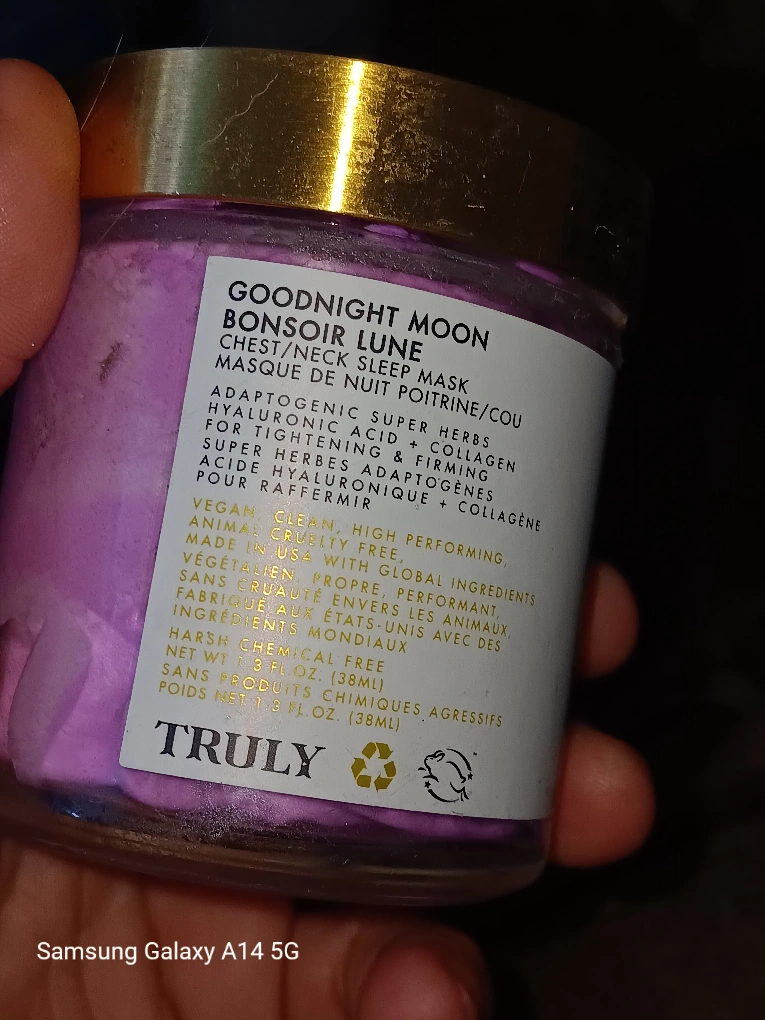 GOODNIGHT MOON
BONSOIR LUNE
CHEST/NECK SLEEP MASK
MASQUE DE NUIT POITRINE/COU
ADAPTOGENIC SUPER HERBS
HYALURONIC ACID + COLLAGEN
FOR TIGHTENING & FIRMING
SUPER HERBES ADAPTOGÈNES
ACIDE HYALURONIQUE + COLLAGÈNE
POUR RAFFERMIR
VEGAN, CLEAN, HIGH PERFORMING,
ANIMAL CRUELTY FREE,
MADE IN USA WITH GLOBAL INGREDIENTS
VÉGÉTALIEN, PROPRE, PERFORMANT,
SANS CRUAUTÉ ENVERS LES ANIMAUX,
FABRIQUÉ AUX ÉTATS-UNIS AVEC DES
INGRÉDIENTS MONDIAUX
HARSH CHEMICAL FREE
NET WT 1.3 FL OZ. (38ML)
SANS PRODUITS CHIMIQUES AGRESSIFS
POIDS NET 1.3 FL.OZ. (38ML)
TRULY
Samsung Galaxy A14 5G